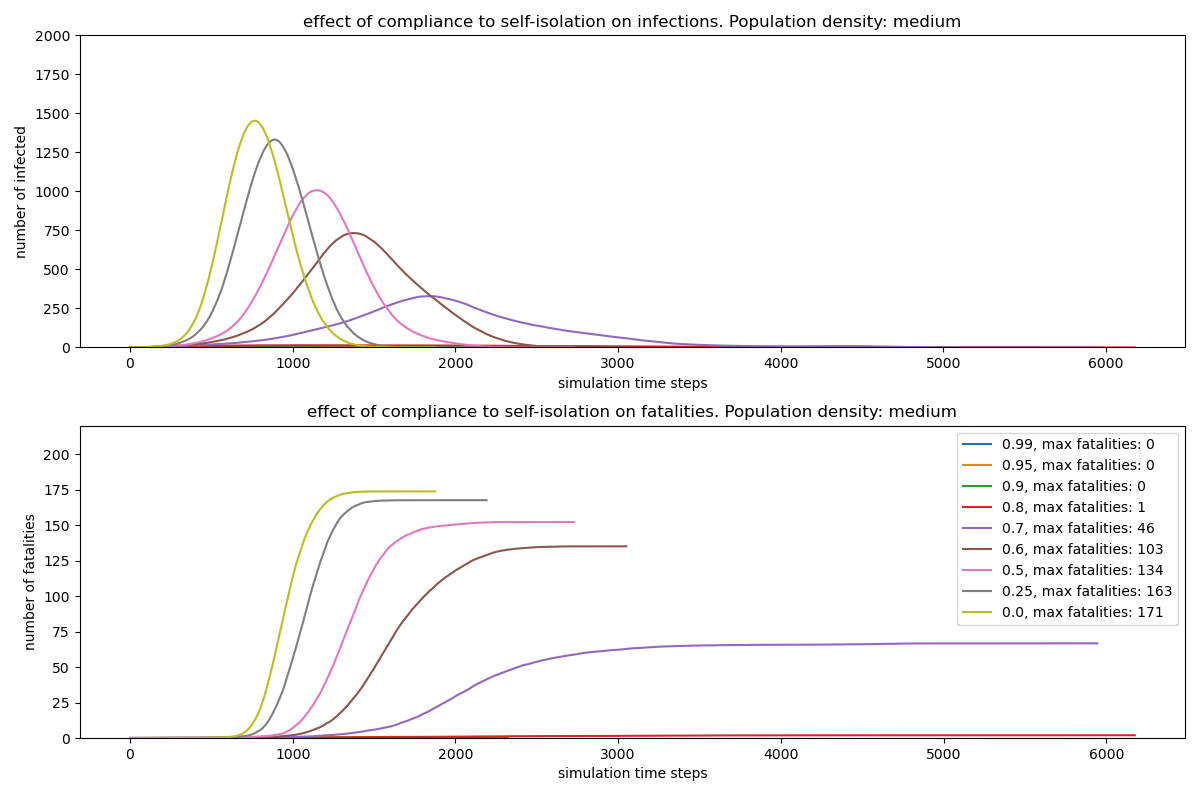 effect of compliance to self-isolation on infections. Population density: medium
2000
1750
1500
1250
1000
750
500
250
0
number of infected
0 1000 2000 3000 4000 5000 6000
simulation time steps
effect of compliance to self-isolation on fatalities. Population density: medium
200
175
150
125
100
75
50
25
0
number of fatalities
0.99, max fatalities: 0
0.95, max fatalities: 0
0.9, max fatalities: 0
0.8, max fatalities: 1
0.7, max fatalities: 46
0.6, max fatalities: 103
0.5, max fatalities: 134
0.25, max fatalities: 163
0.0, max fatalities: 171
0 1000 2000 3000 4000 5000 6000
simulation time steps